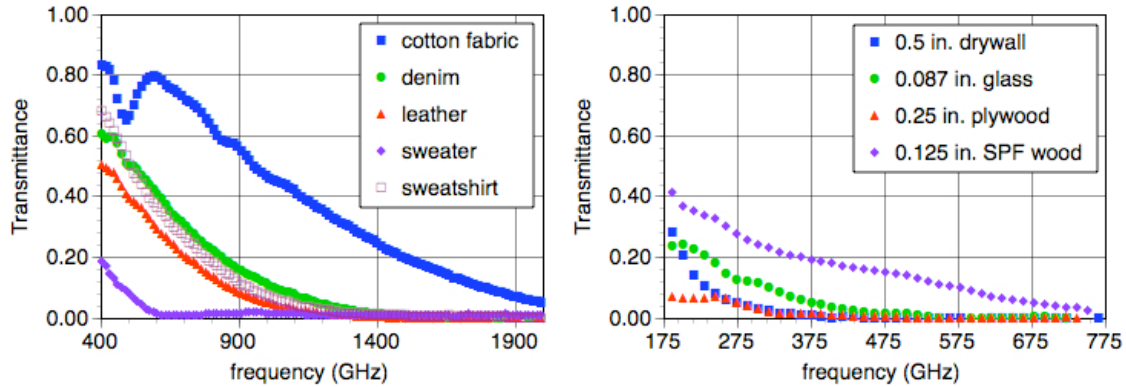 1.00
0.80
0.60
0.40
0.20
0.00
Transmittance
cotton fabric
denim
leather
sweater
sweatshirt
400 900 1400 1900
frequency (GHz)
1.00
0.80
0.60
0.40
0.20
0.00
Transmittance
0.5 in. drywall
0.087 in. glass
0.25 in. plywood
0.125 in. SPF wood
175 275 375 475 575 675 775
frequency (GHz)